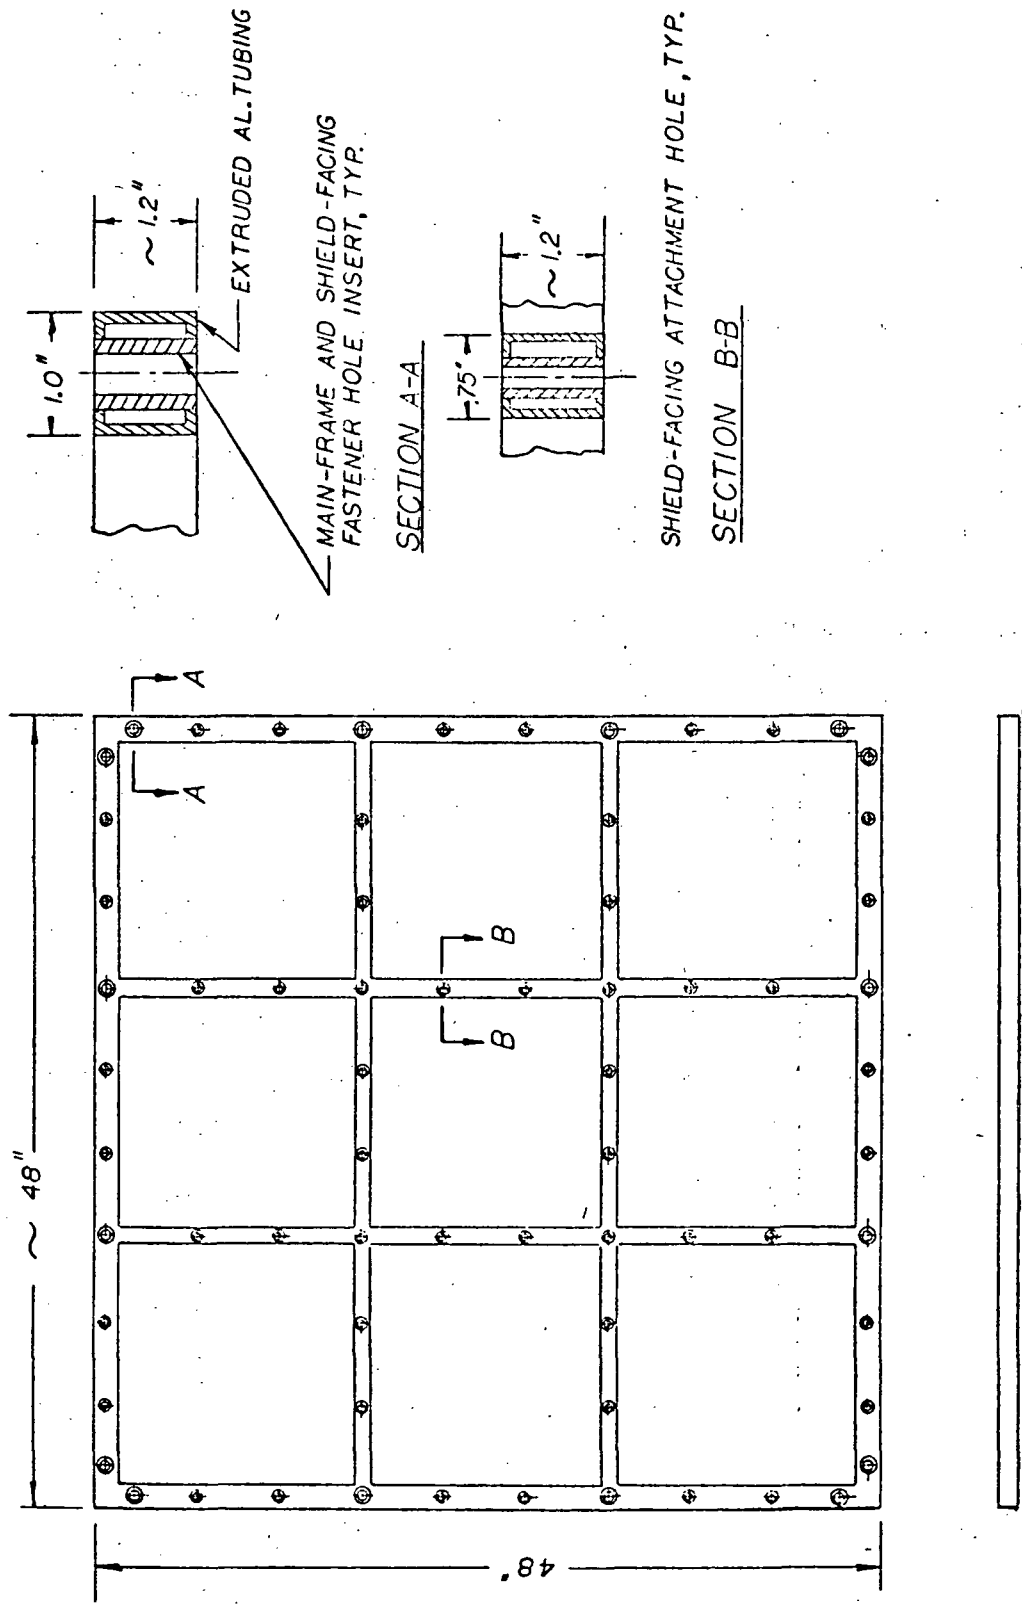 ~ 48"
48"
A
A
B
B
1.0"
~ 1.2"
EXTRUDED AL. TUBING
MAIN-FRAME AND SHIELD-FACING
FASTENER HOLE INSERT, TYP.
SECTION A-A
.75"
~ 1.2"
SHIELD-FACING ATTACHMENT HOLE, TYP.
SECTION B-B